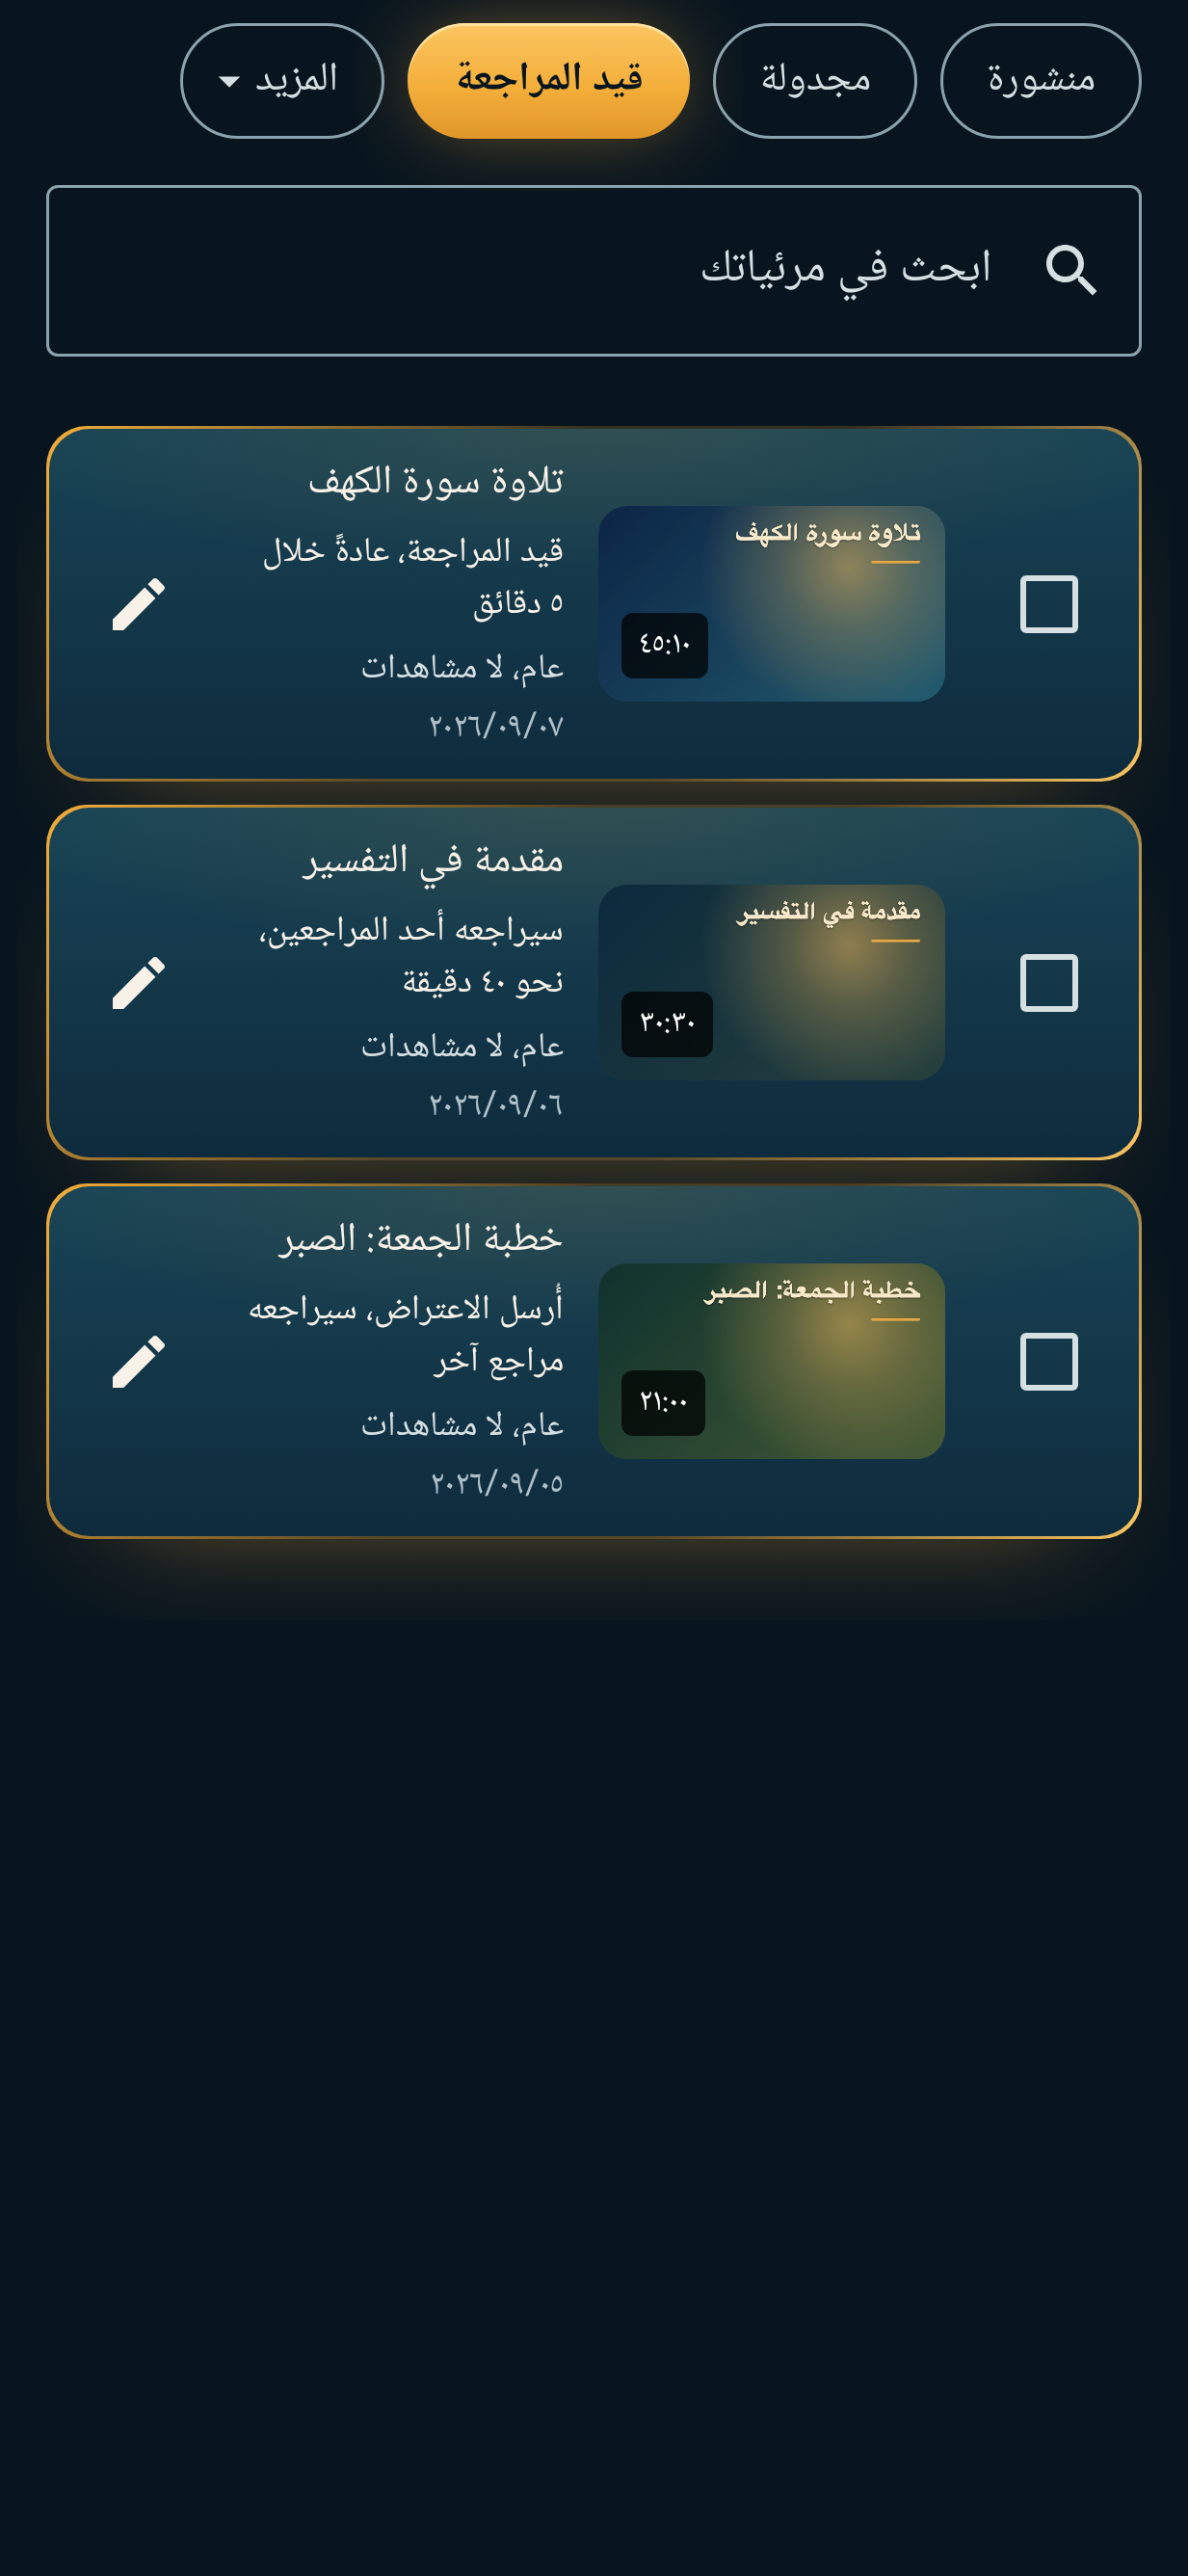 منشورة
مجدولة
قيد المراجعة
المزيد
ابحث في مرئياتك
تلاوة سورة الكهف
٤٥:١٠
تلاوة سورة الكهف
قيد المراجعة، عادةً خلال
٥ دقائق
عام، لا مشاهدات
٢٠٢٦/٠٩/٠٧
مقدمة في التفسير
٣٠:٣٠
مقدمة في التفسير
سيراجعه أحد المراجعين،
نحو ٤٠ دقيقة
عام، لا مشاهدات
٢٠٢٦/٠٩/٠٦
خطبة الجمعة: الصبر
٢١:٠٠
خطبة الجمعة: الصبر
أُرسل الاعتراض، سيراجعه
مراجع آخر
عام، لا مشاهدات
٢٠٢٦/٠٩/٠٥